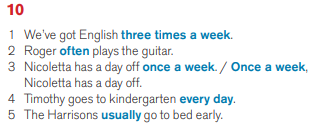 10
1 We've got English three times a week.
2 Roger often plays the guitar.
3 Nicoletta has a day off once a week. / Once a week,
Nicoletta has a day off.
4 Timothy goes to kindergarten every day.
5 The Harrisons usually go to bed early.